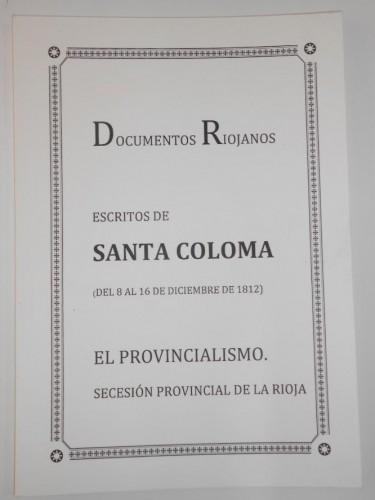 DOCUMENTOS RIOJANOS
ESCRITOS DE
SANTA COLOMA
(DEL 8 AL 16 DE DICIEMBRE DE 1812)
EL PROVINCIALISMO.
SECESIÓN PROVINCIAL DE LA RIOJA